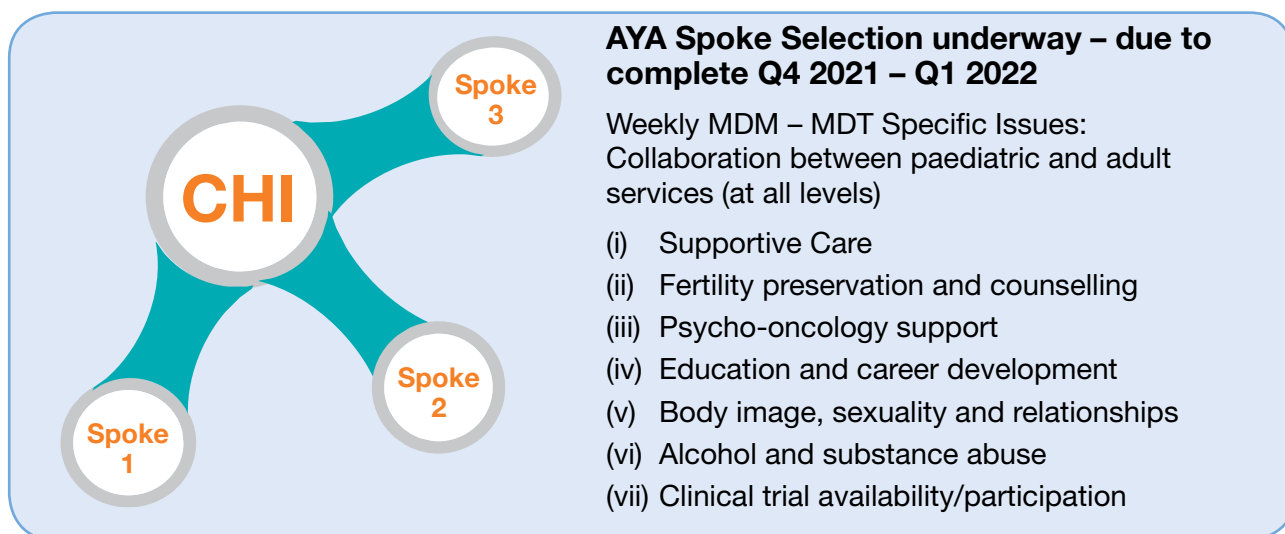 CHI
Spoke
1
Spoke
2
Spoke
3
AYA Spoke Selection underway – due to
complete Q4 2021 – Q1 2022
Weekly MDM – MDT Specific Issues:
Collaboration between paediatric and adult
services (at all levels)
(i) Supportive Care
(ii) Fertility preservation and counselling
(iii) Psycho-oncology support
(iv) Education and career development
(v) Body image, sexuality and relationships
(vi) Alcohol and substance abuse
(vii) Clinical trial availability/participation